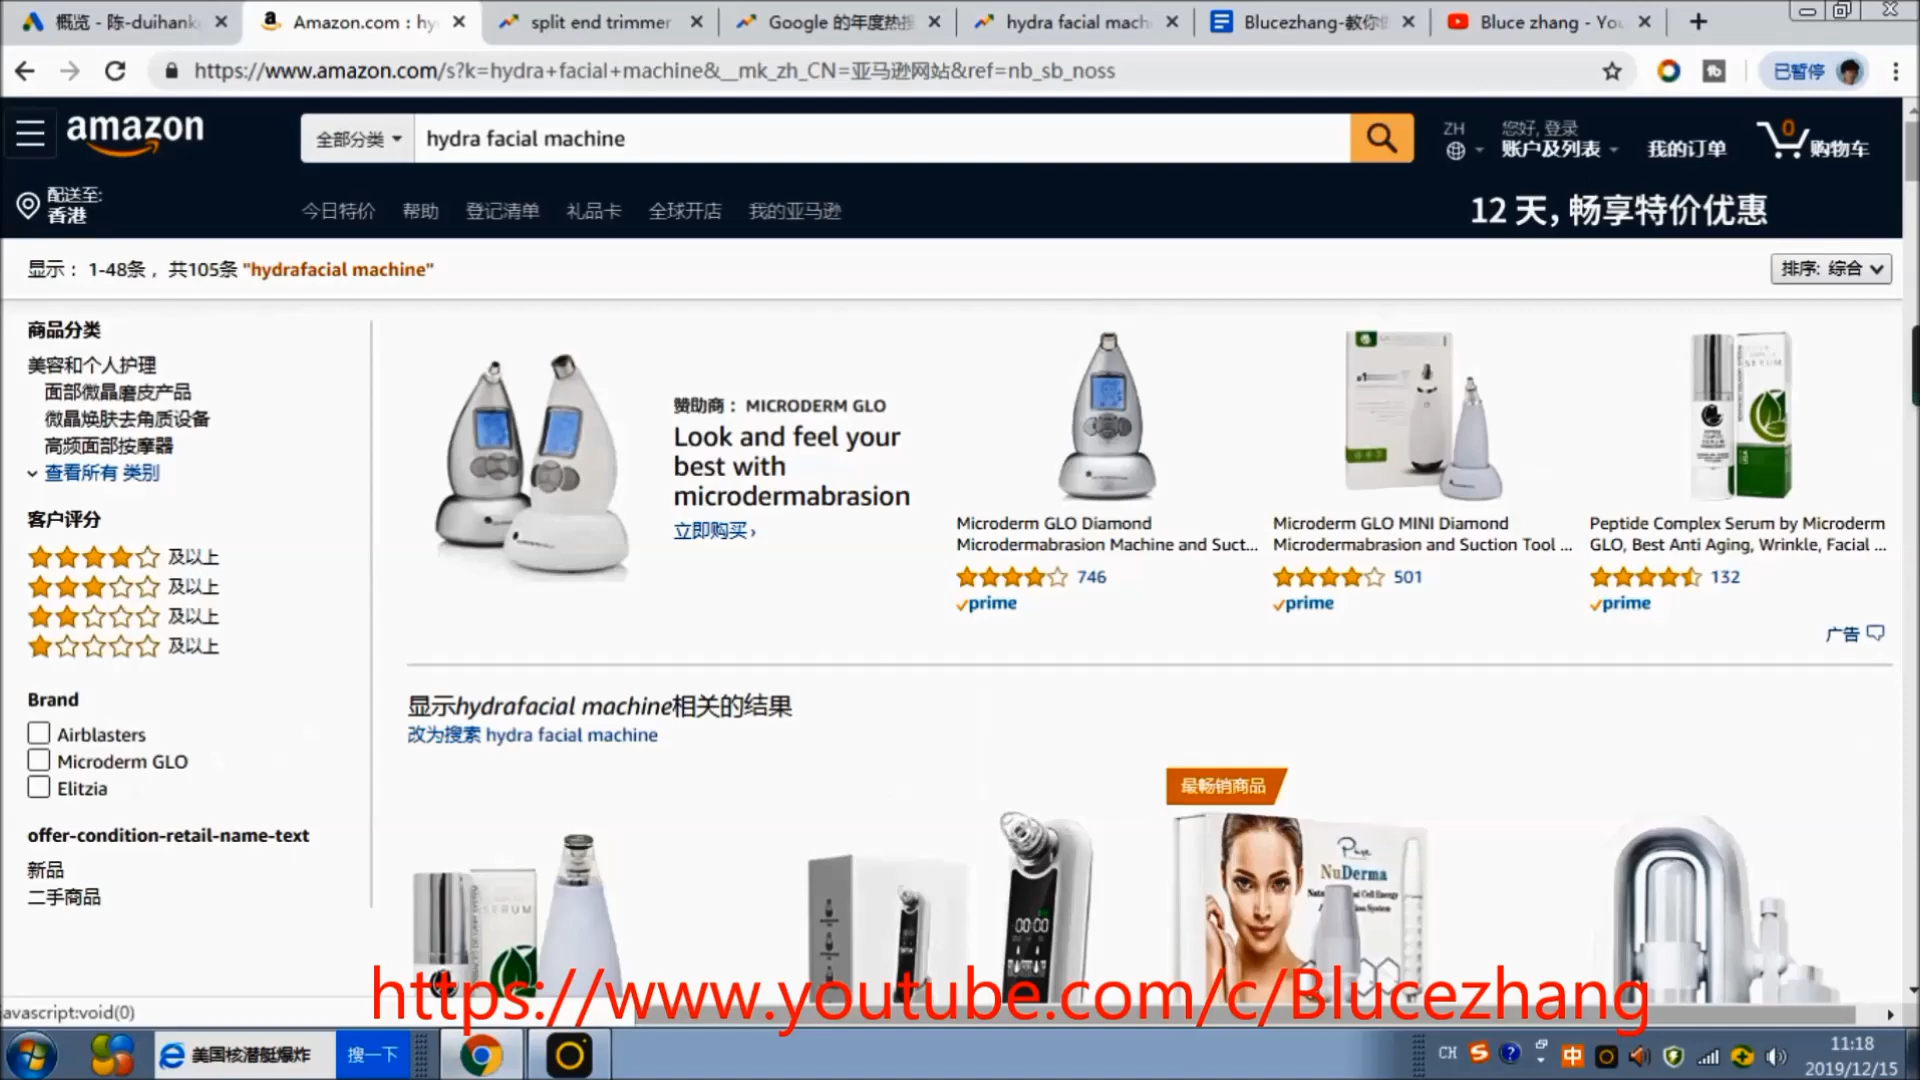 概览 - 陈-duihank
Amazon.com : hy
split end trimmer
Google 的年度热搜
hydra facial mach
Blucezhang-教你
Bluce zhang - You
https://www.amazon.com/s?k=hydra+facial+machine&__mk_zh_CN=亚马逊网站&ref=nb_sb_noss
已暂停
amazon
全部分类
hydra facial machine
ZH
您好, 登录
账户及列表
我的订单
0
购物车
配送至:
香港
今日特价 帮助 登记清单 礼品卡 全球开店 我的亚马逊
12 天, 畅享特价优惠
显示： 1-48条， 共105条 "hydrafacial machine"
排序: 综合
商品分类
美容和个人护理
面部微晶磨皮产品
微晶焕肤去角质设备
高频面部按摩器
查看所有 类别
客户评分
及以上
及以上
及以上
及以上
Brand
Airblasters
Microderm GLO
Elitzia
offer-condition-retail-name-text
新品
二手商品
赞助商： MICRODERM GLO
Look and feel your
best with
microdermabrasion
立即购买›
Microderm GLO Diamond
Microdermabrasion Machine and Suct...
746
prime
Microderm GLO MINI Diamond
Microdermabrasion and Suction Tool ...
501
prime
Peptide Complex Serum by Microderm
GLO, Best Anti Aging, Wrinkle, Facial ...
132
prime
广告
显示hydrafacial machine相关的结果
改为搜索 hydra facial machine
最畅销商品
SERUM
00:00
Pure
NuDerma
https://www.youtube.com/c/Blucezhang
avascript:void(0)
美国核潜艇爆炸
搜一下
CH
中
11:18
2019/12/15